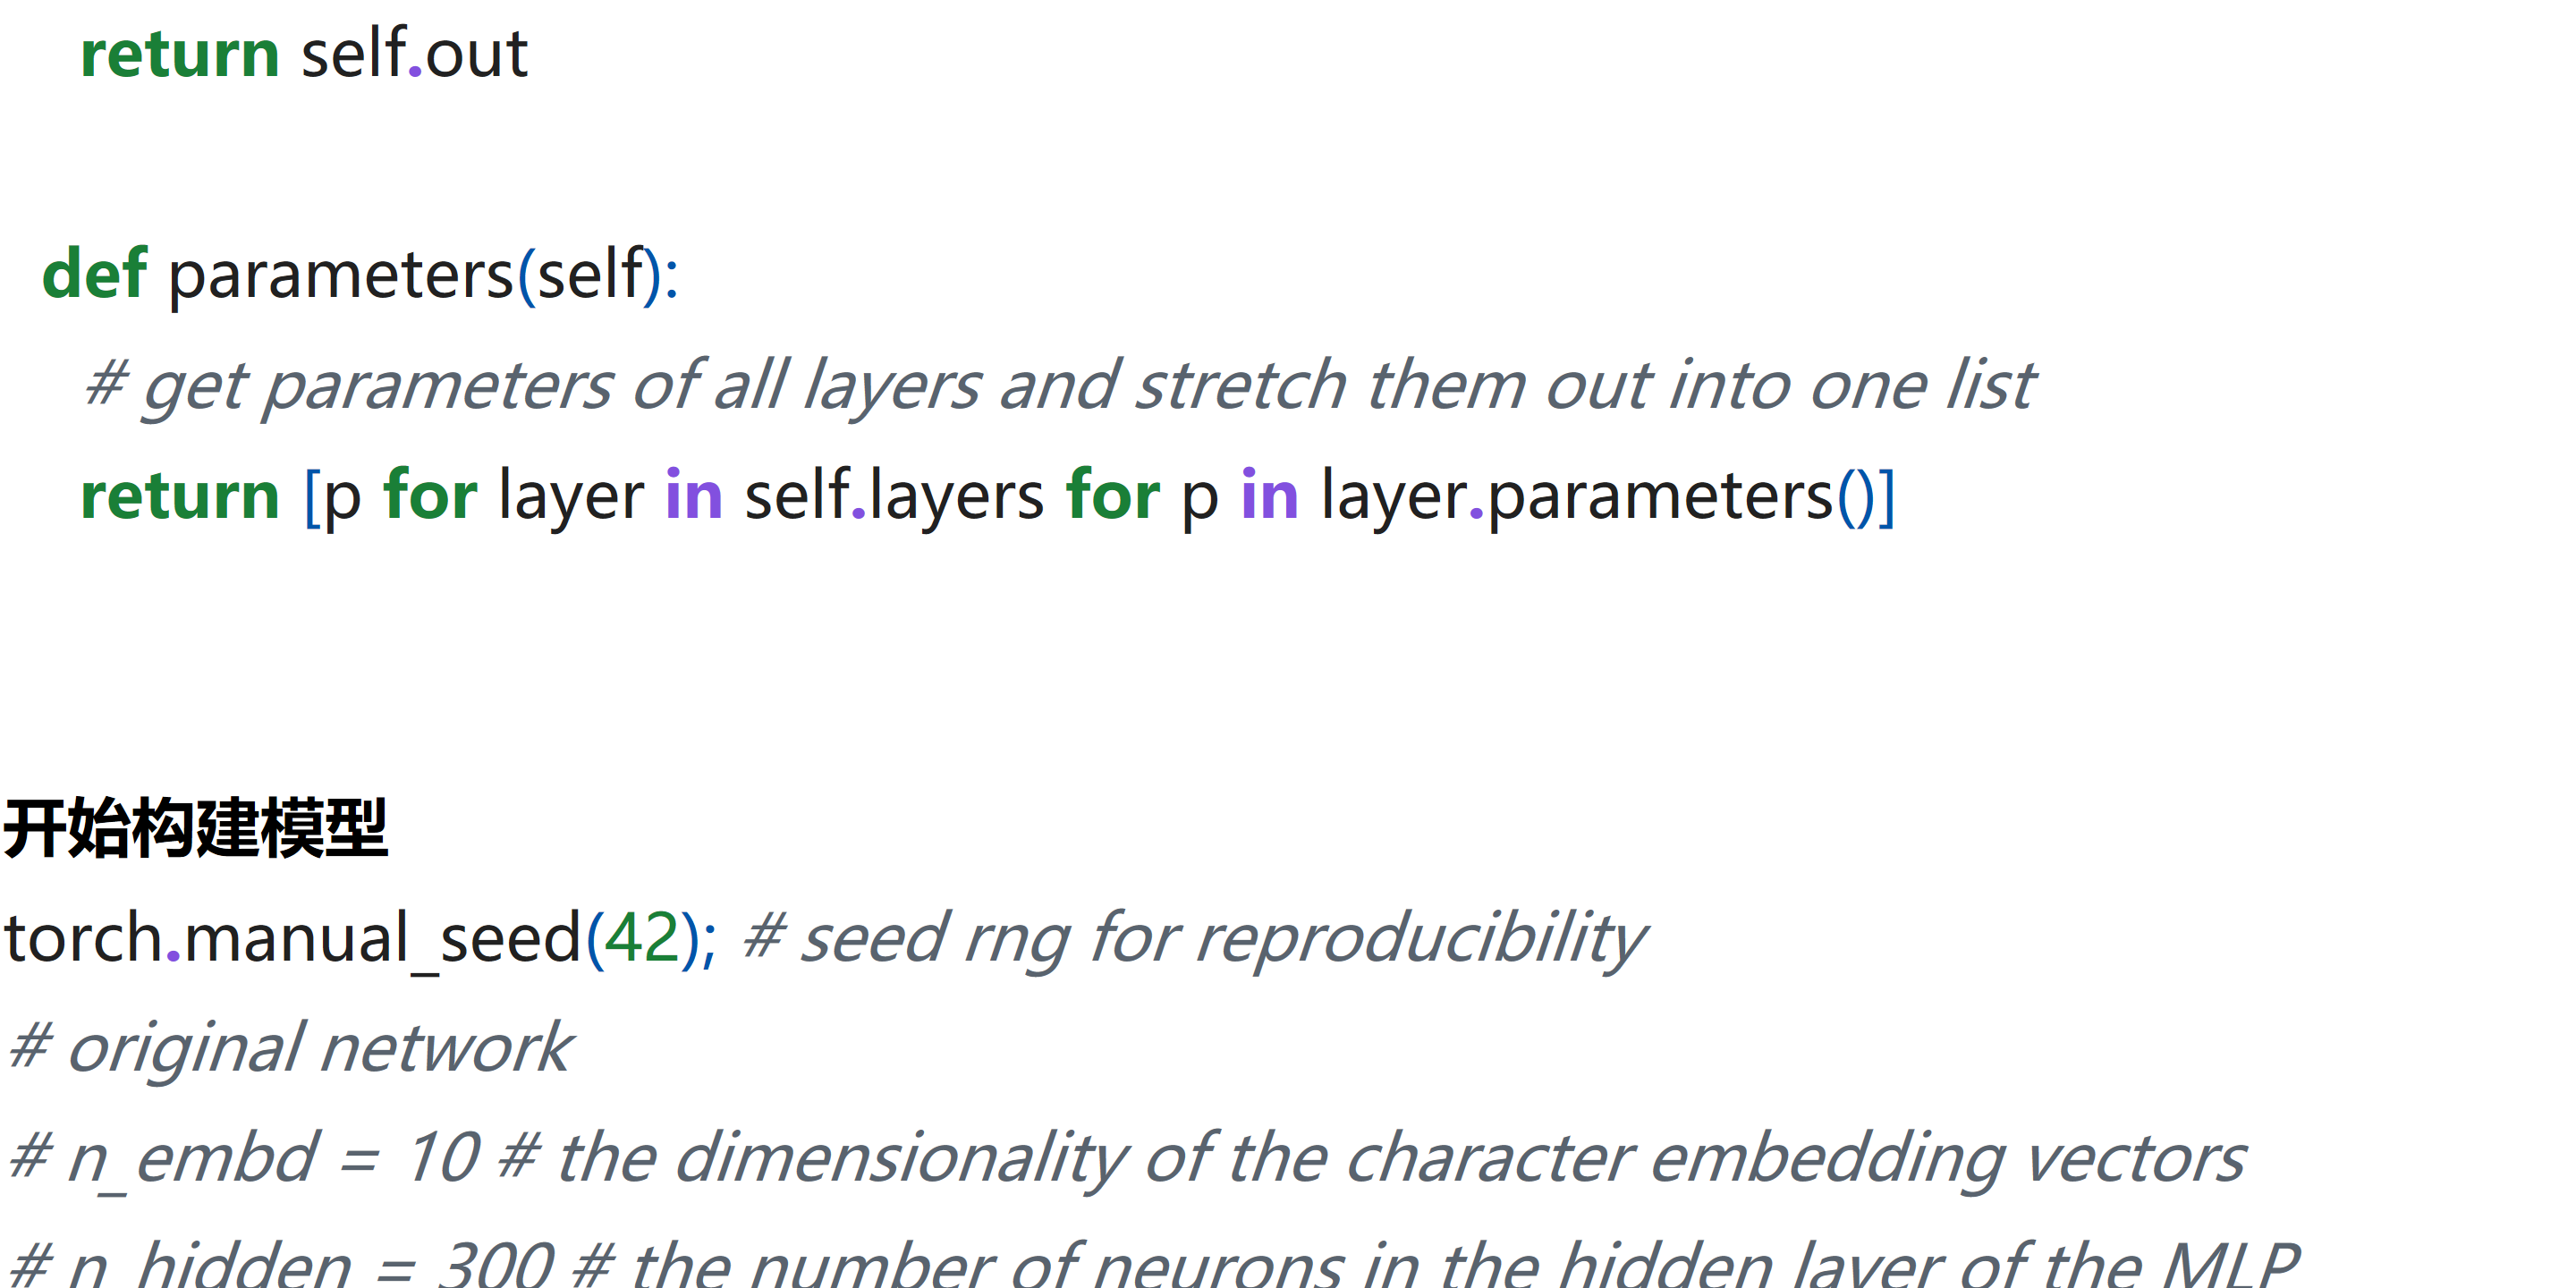 return self.out
def parameters(self):
# get parameters of all layers and stretch them out into one list
return [p for layer in self.layers for p in layer.parameters()]
开始构建模型
torch.manual_seed(42); # seed rng for reproducibility
# original network
# n_embd = 10 # the dimensionality of the character embedding vectors
# n_hidden = 300 # the number of neurons in the hidden layer of the MLP